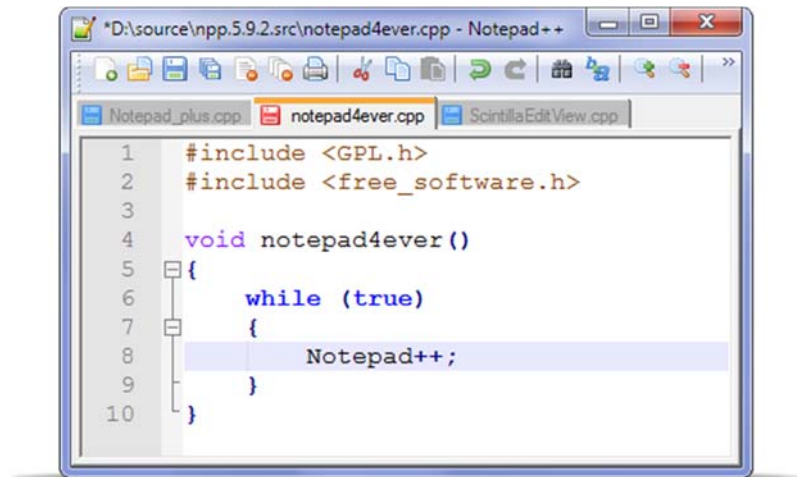 *D:\source\npp.5.9.2.src\notepad4ever.cpp - Notepad++
Notepad_plus.cpp notepad4ever.cpp ScintillaEditView.cpp
1 #include <GPL.h>
2 #include <free_software.h>
3
4 void notepad4ever()
5 {
6 while (true)
7 {
8 Notepad++;
9 }
10 }